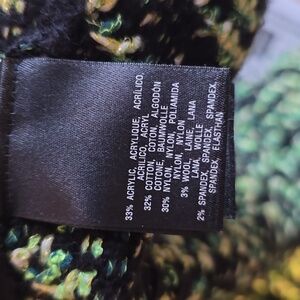 33% ACRYLIC, ACRYLIQUE, ACRÍLICO,
ACRILICO, ACRYL
32% COTTON, COTON, ALGODÓN
COTONE, BAUMWOLLE
30% NYLON, NYLON, POLIAMIDA
NYLON, NYLON
3% WOOL, LAINE, LANA
LANA, WOLLE
2% SPANDEX, SPANDEX, SPANDEX,
SPANDEX, ELASTHAN